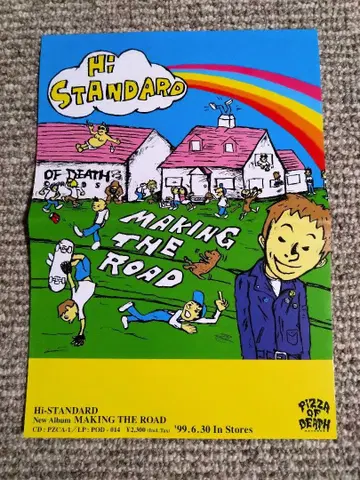 Hi
STANDARD
OF DEATH
MAKING
THE
ROAD
Hi-STANDARD
New Album MAKING THE ROAD
CD : PZCA-1/LP : POD - 014 ¥2,300 (Incl. Tax) '99.6.30 In Stores
PIZZA
OF
DEATH